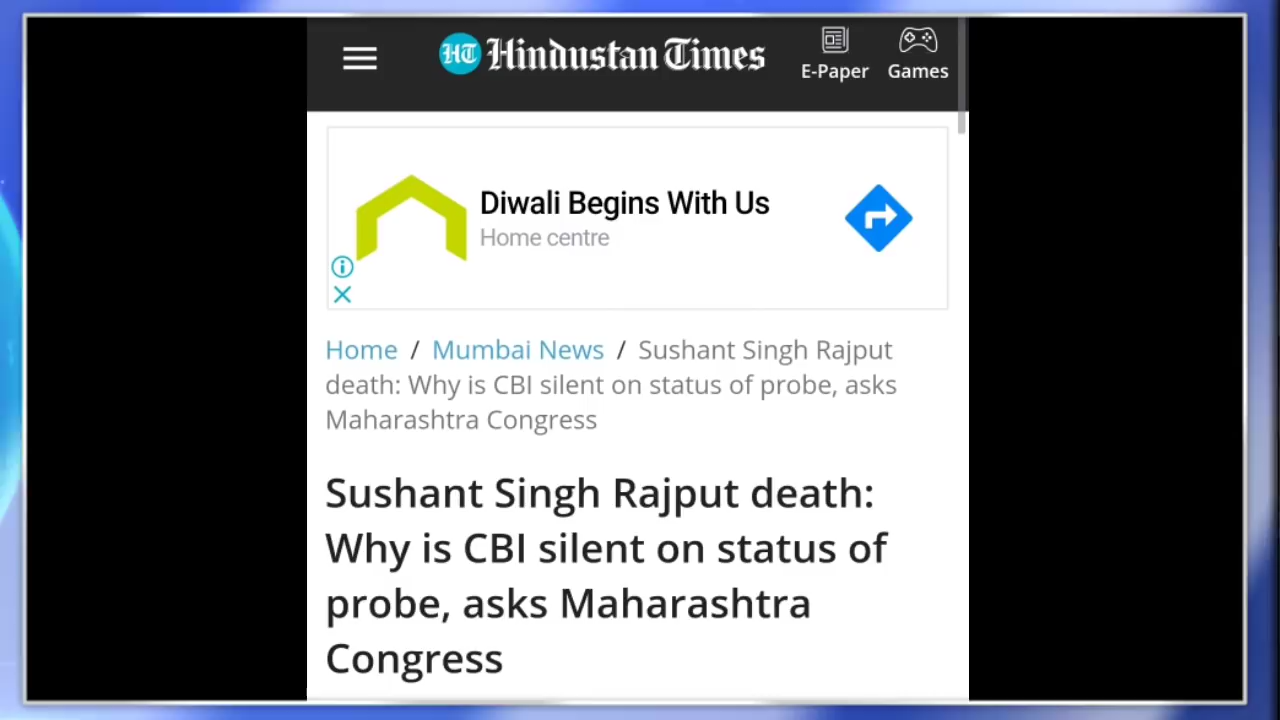 HT Hindustan Times
E-Paper
Games
Diwali Begins With Us
Home centre
Home / Mumbai News / Sushant Singh Rajput
death: Why is CBI silent on status of probe, asks
Maharashtra Congress
Sushant Singh Rajput death:
Why is CBI silent on status of
probe, asks Maharashtra
Congress